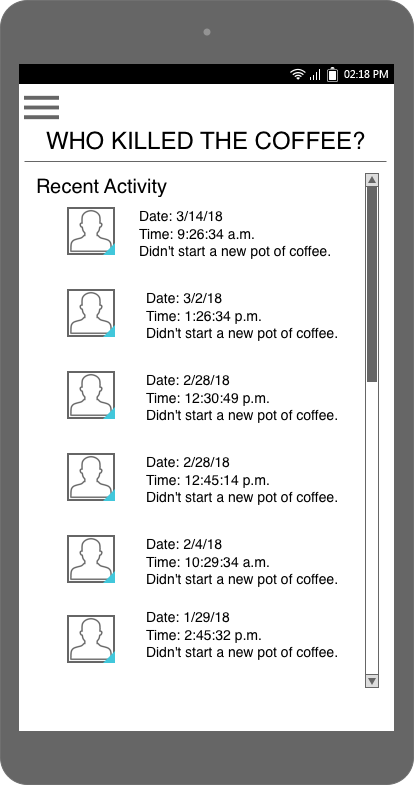 02:18 PM
WHO KILLED THE COFFEE?
Recent Activity
Date: 3/14/18
Time: 9:26:34 a.m.
Didn't start a new pot of coffee.
Date: 3/2/18
Time: 1:26:34 p.m.
Didn't start a new pot of coffee.
Date: 2/28/18
Time: 12:30:49 p.m.
Didn't start a new pot of coffee.
Date: 2/28/18
Time: 12:45:14 p.m.
Didn't start a new pot of coffee.
Date: 2/4/18
Time: 10:29:34 a.m.
Didn't start a new pot of coffee.
Date: 1/29/18
Time: 2:45:32 p.m.
Didn't start a new pot of coffee.